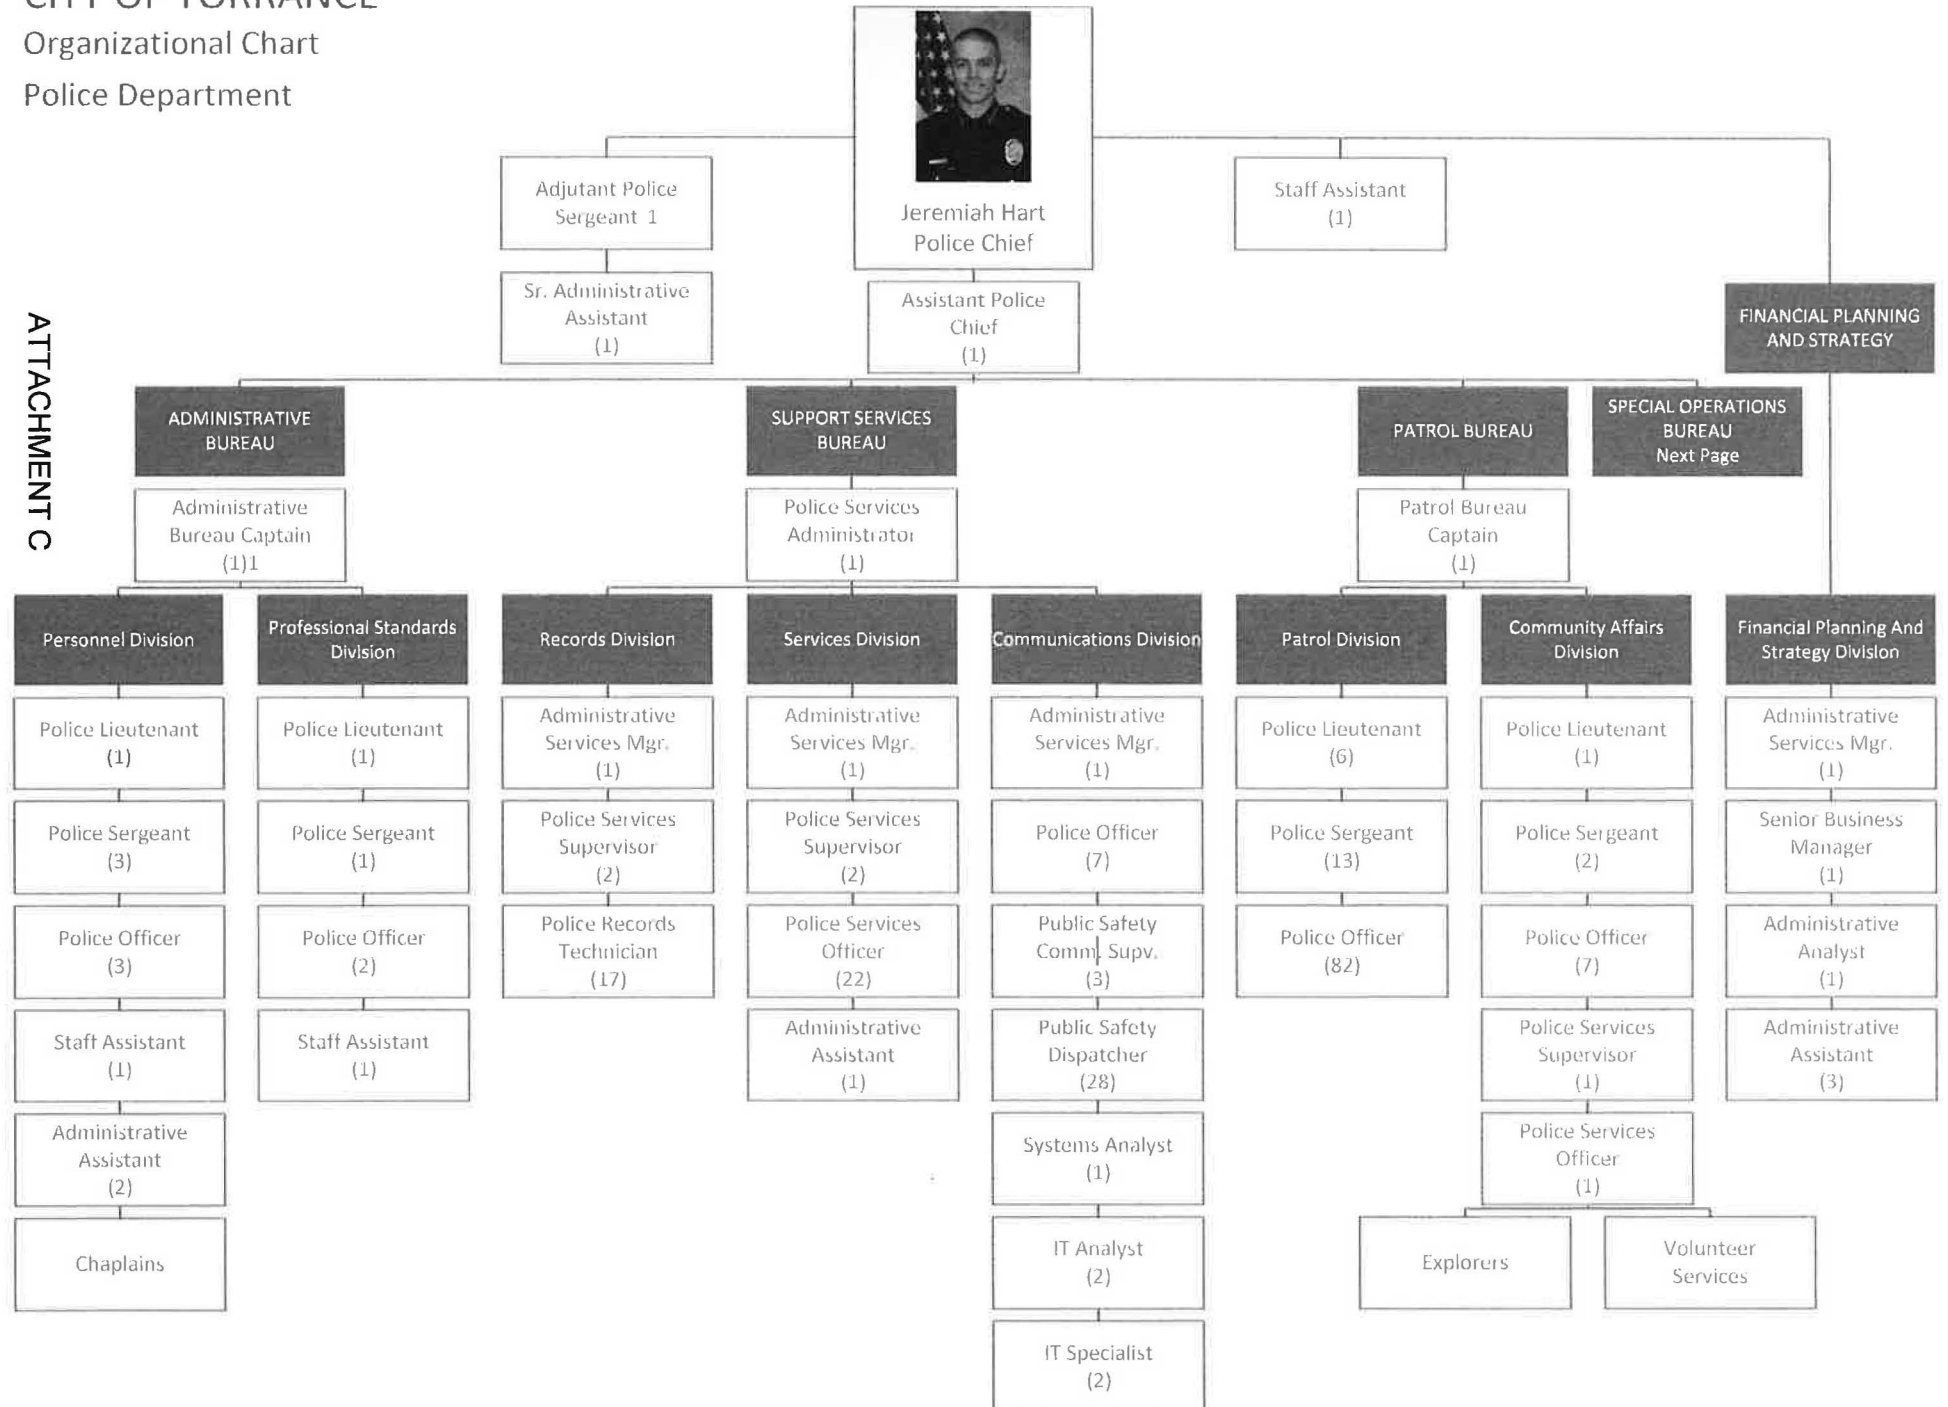 CITY OF TORRANCE
Organizational Chart
Police Department
ATTACHMENT C
Jeremiah Hart
Police Chief
Adjutant Police
Sergeant 1
Sr. Administrative
Assistant
(1)
Assistant Police
Chief
(1)
Staff Assistant
(1)
FINANCIAL PLANNING
AND STRATEGY
ADMINISTRATIVE
BUREAU
SUPPORT SERVICES
BUREAU
PATROL BUREAU
SPECIAL OPERATIONS
BUREAU
Next Page
Administrative
Bureau Captain
(1)1
Police Services
Administrator
(1)
Patrol Bureau
Captain
(1)
Personnel Division
Police Lieutenant
(1)
Police Sergeant
(3)
Police Officer
(3)
Staff Assistant
(1)
Administrative
Assistant
(2)
Chaplains
Professional Standards
Division
Police Lieutenant
(1)
Police Sergeant
(1)
Police Officer
(2)
Staff Assistant
(1)
Records Division
Administrative
Services Mgr.
(1)
Police Services
Supervisor
(2)
Police Records
Technician
(17)
Services Division
Administrative
Services Mgr.
(1)
Police Services
Supervisor
(2)
Police Services
Officer
(22)
Administrative
Assistant
(1)
Communications Division
Administrative
Services Mgr.
(1)
Police Officer
(7)
Public Safety
Comm. Supv.
(3)
Public Safety
Dispatcher
(28)
Systems Analyst
(1)
IT Analyst
(2)
IT Specialist
(2)
Patrol Division
Police Lieutenant
(6)
Police Sergeant
(13)
Police Officer
(82)
Community Affairs
Division
Police Lieutenant
(1)
Police Sergeant
(2)
Police Officer
(7)
Police Services
Supervisor
(1)
Police Services
Officer
(1)
Explorers
Volunteer
Services
Financial Planning And
Strategy Division
Administrative
Services Mgr.
(1)
Senior Business
Manager
(1)
Administrative
Analyst
(1)
Administrative
Assistant
(3)